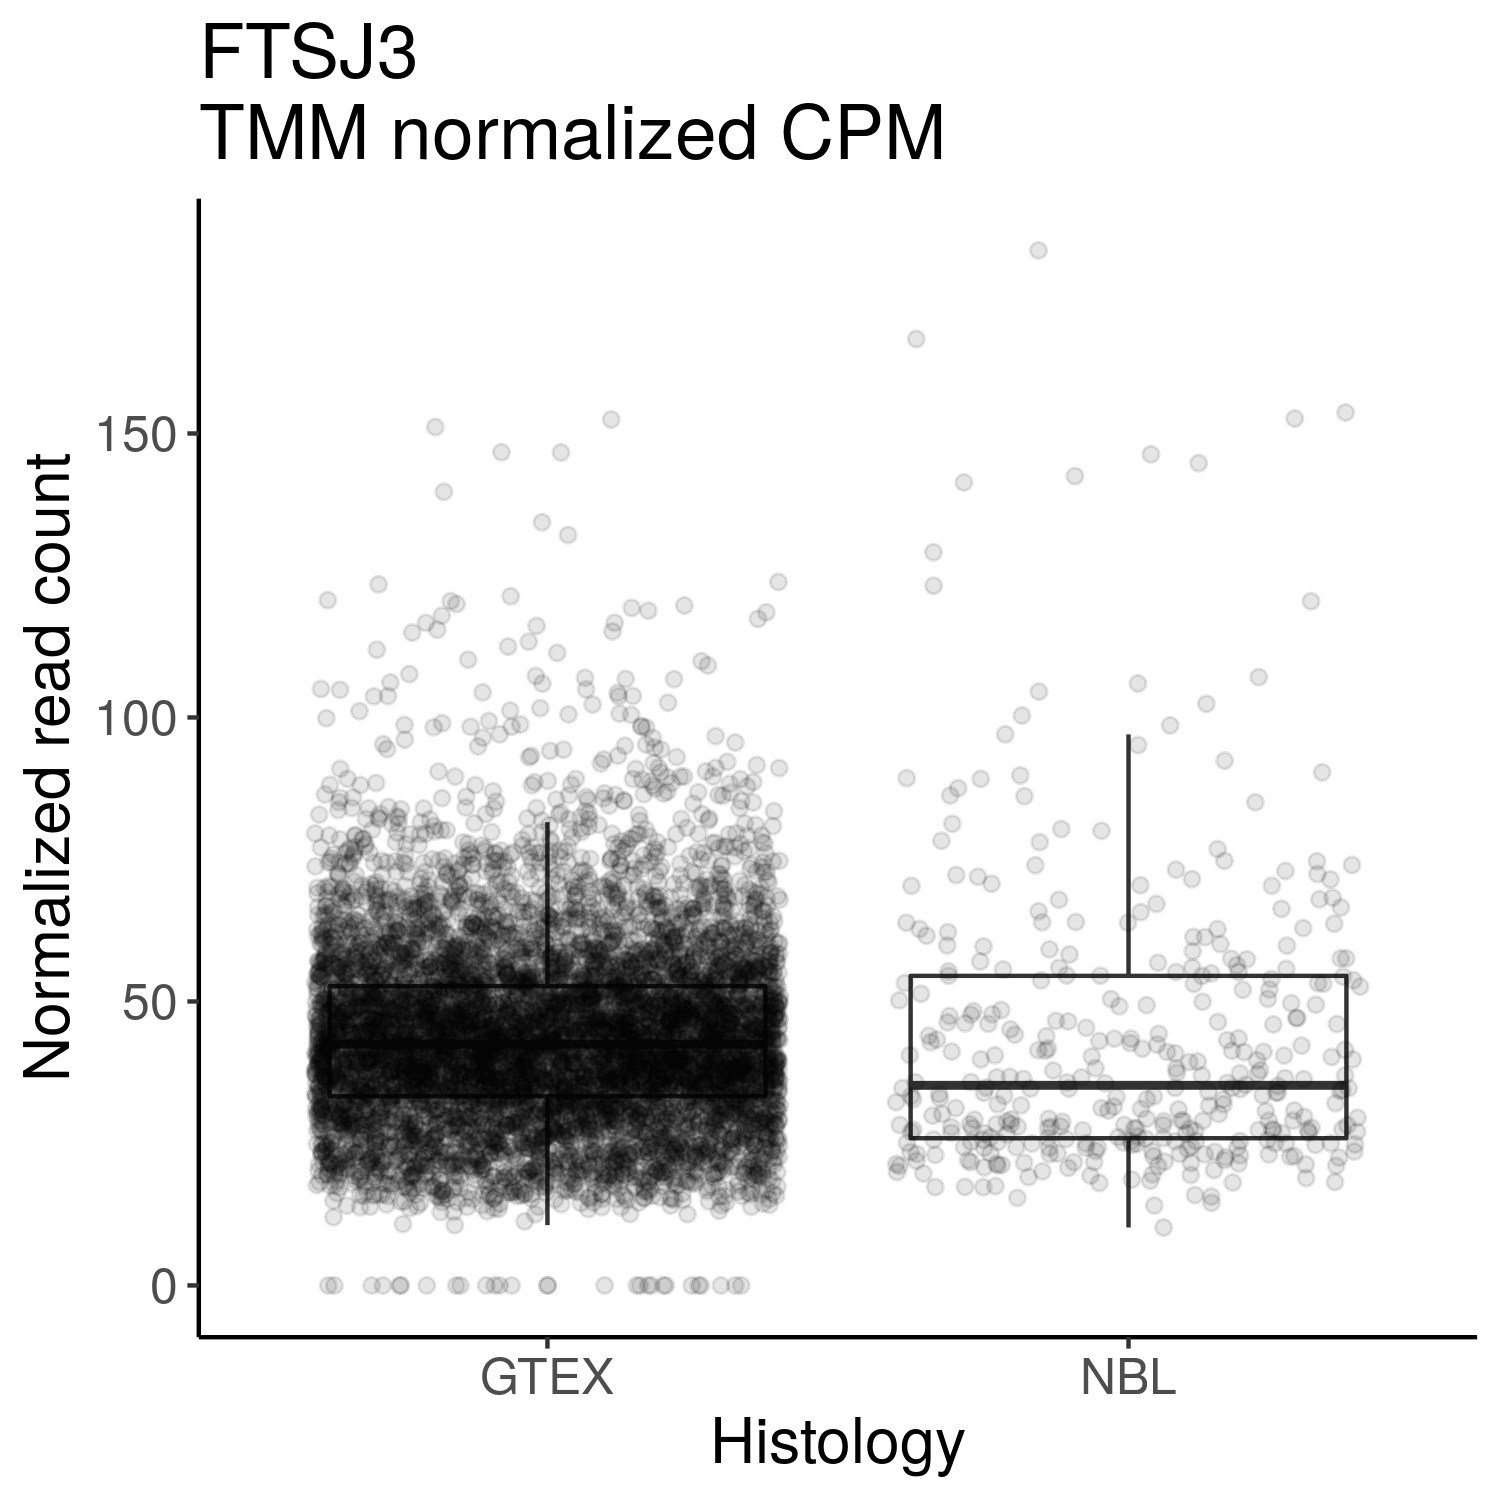 FTSJ3
TMM normalized CPM
Normalized read count
150
100
50
0
GTEX
NBL
Histology